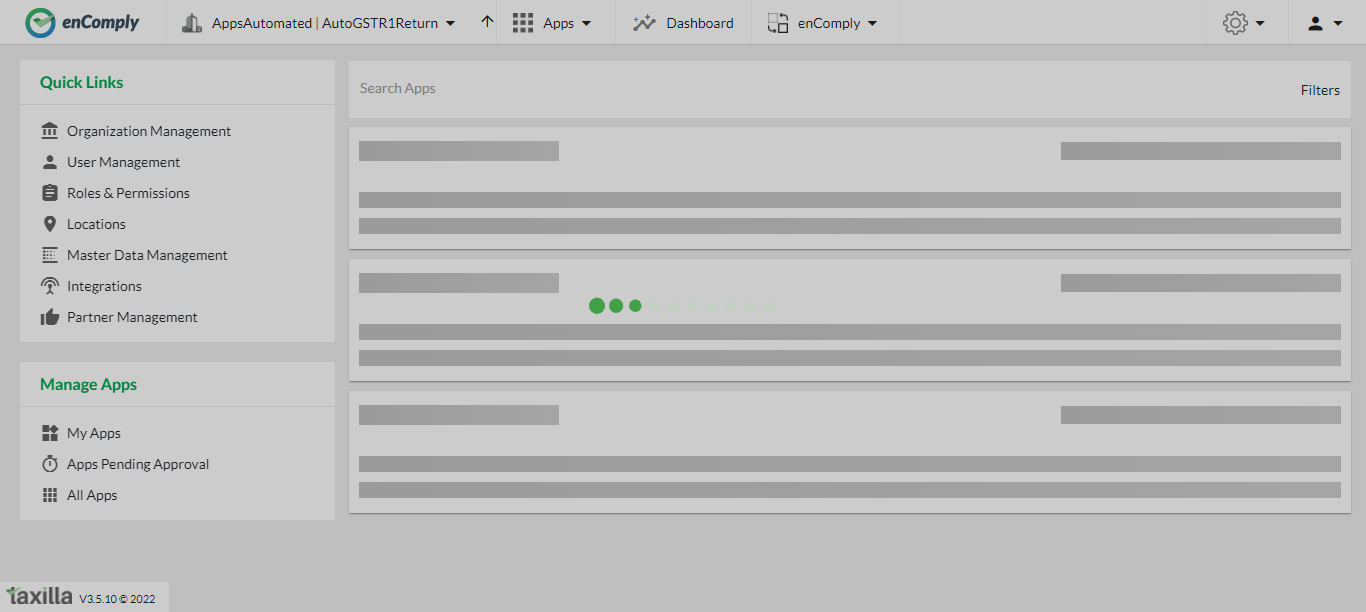 enComply
AppsAutomated | AutoGSTR1Return
Apps
Dashboard
enComply
Quick Links
Organization Management
User Management
Roles & Permissions
Locations
Master Data Management
Integrations
Partner Management
Manage Apps
My Apps
Apps Pending Approval
All Apps
Search Apps
Filters
taxilla V3.5.10 © 2022